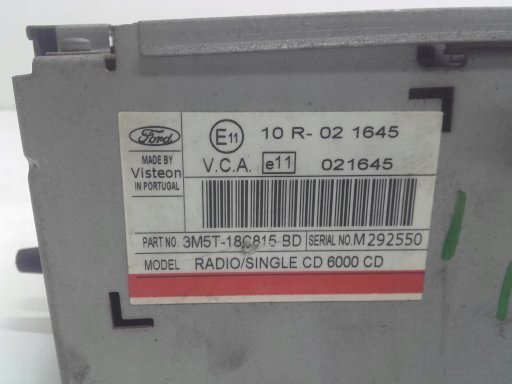 Ford
E11 10 R- 02 1645
MADE BY
Visteon
IN PORTUGAL
V.C.A. e11 021645
PART NO. 3M5T-18C815 BD SERIAL NO. M292550
MODEL RADIO/SINGLE CD 6000 CD